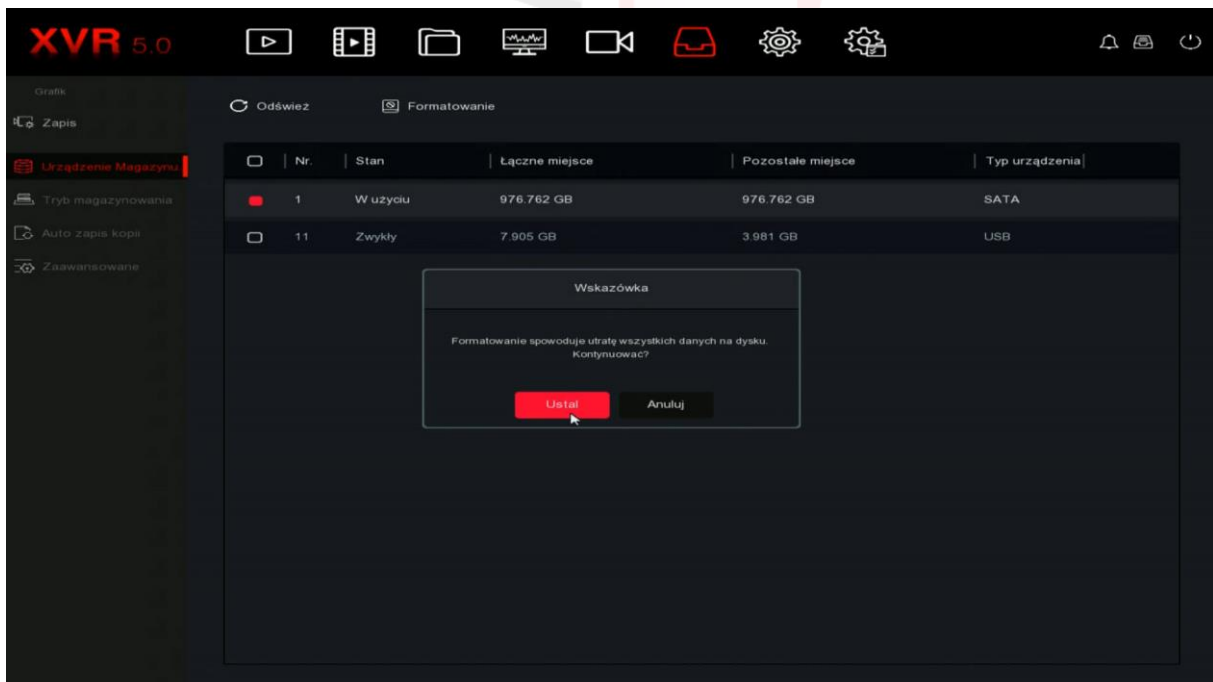 XVR 5.0
Grafik
Zapis
Urządzenie Magazynu
Tryb magazynowania
Auto zapis kopii
Zaawansowane
Odśwież Formatowanie
Nr. Stan Łączne miejsce Pozostałe miejsce Typ urządzenia
1 W użyciu 976.762 GB 976.762 GB SATA
11 Zwykły 7.905 GB 3.981 GB USB
Wskazówka
Formatowanie spowoduje utratę wszystkich danych na dysku.
Kontynuować?
Ustal Anuluj